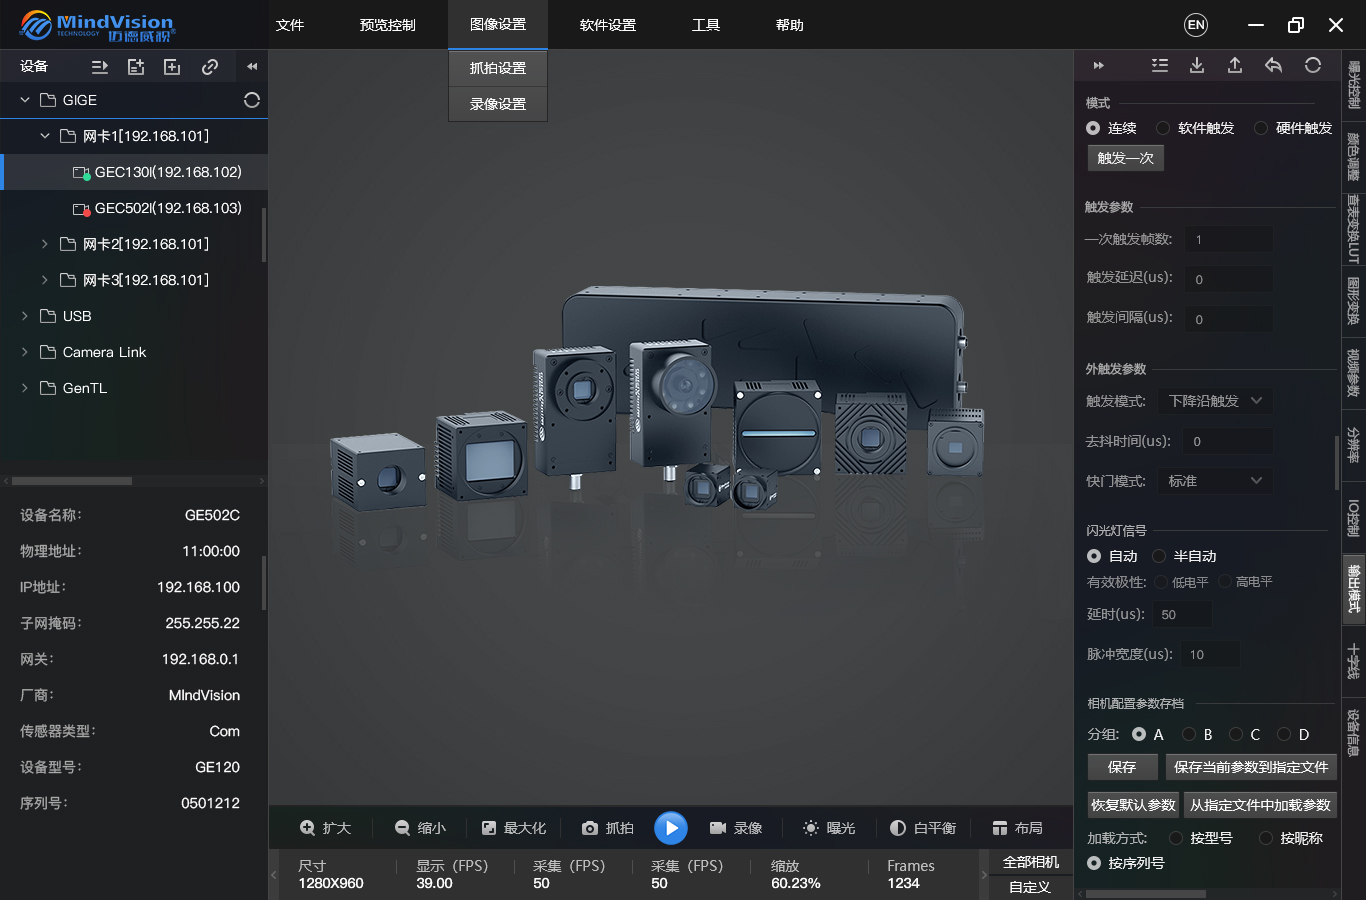 MindVision
TECHNOLOGY 迈德威视
文件 预览控制 图像设置 软件设置 工具 帮助 EN
抓拍设置
录像设置
设备
GIGE
网卡1[192.168.101]
GEC130I(192.168.102)
GEC502I(192.168.103)
网卡2[192.168.101]
网卡3[192.168.101]
USB
Camera Link
GenTL
设备名称： GE502C
物理地址： 11:00:00
IP地址： 192.168.100
子网掩码： 255.255.22
网关： 192.168.0.1
厂商： MIndVision
传感器类型： Com
设备型号： GE120
序列号： 0501212
扩大 缩小 最大化 抓拍 录像 曝光 白平衡 布局
尺寸 显示（FPS） 采集（FPS） 采集（FPS） 缩放 Frames
1280X960 39.00 50 50 60.23% 1234
全部相机
自定义
模式
连续 软件触发 硬件触发
触发一次
触发参数
一次触发帧数: 1
触发延迟(us): 0
触发间隔(us): 0
外触发参数
触发模式: 下降沿触发
去抖时间(us): 0
快门模式: 标准
闪光灯信号
自动 半自动
有效极性: 低电平 高电平
延时(us): 50
脉冲宽度(us): 10
相机配置参数存档
分组: A B C D
保存 保存当前参数到指定文件
恢复默认参数 从指定文件中加载参数
加载方式: 按型号 按昵称
按序列号
曝光控制
颜色调整
查表变换LUT
图形变换
视频参数
分辨率
IO控制
输出模式
十字线
设备信息